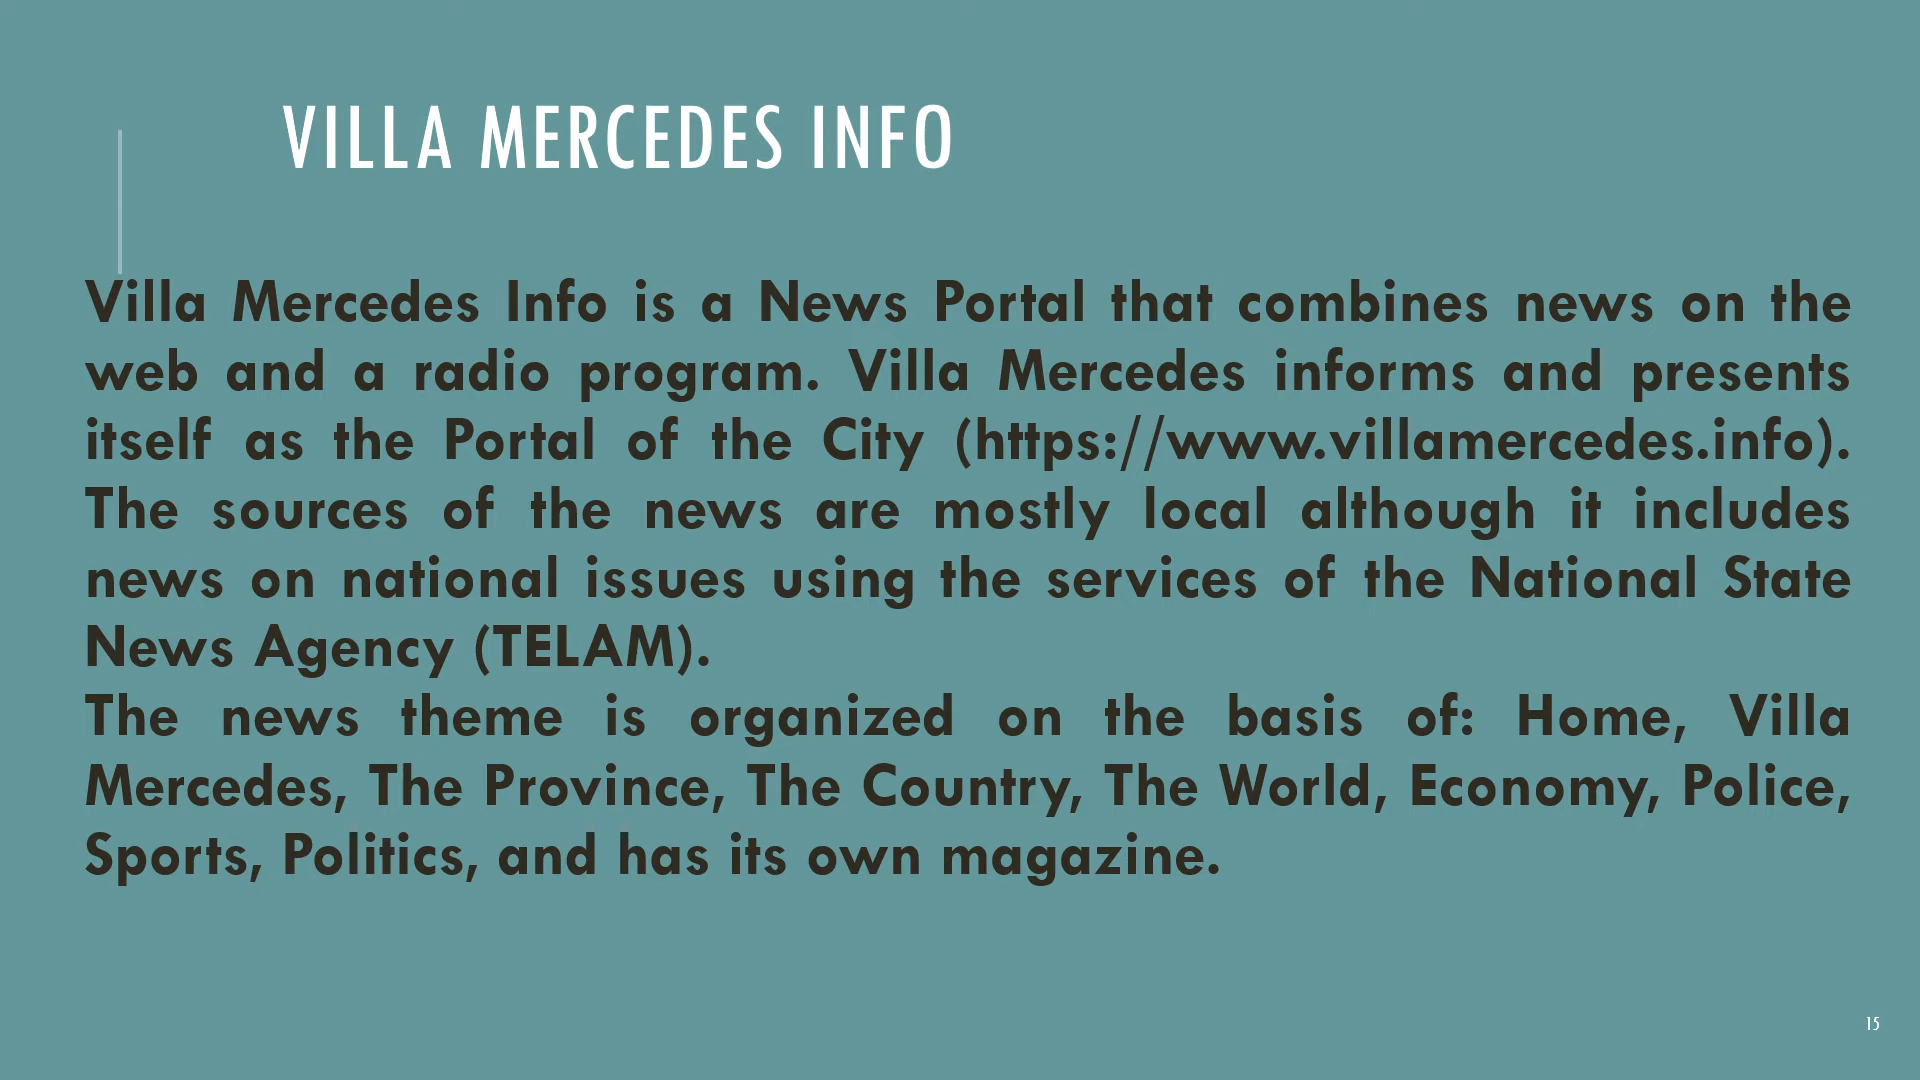 VILLA MERCEDES INFO
Villa Mercedes Info is a News Portal that combines news on the
web and a radio program. Villa Mercedes informs and presents
itself as the Portal of the City (https://www.villamercedes.info).
The sources of the news are mostly local although it includes
news on national issues using the services of the National State
News Agency (TELAM).
The news theme is organized on the basis of: Home, Villa
Mercedes, The Province, The Country, The World, Economy, Police,
Sports, Politics, and has its own magazine.
15